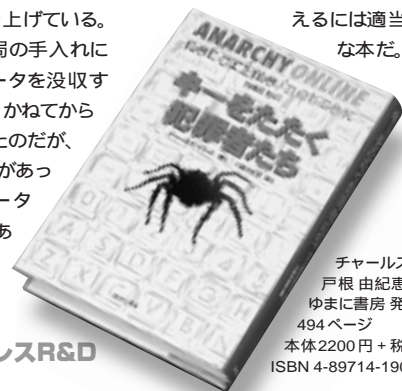 上げている。
局の手入れに
ータを没収す
かねてから
たのだが、
があっ
ータ
あ
えるには適当
な本だ。
ANARCHY ONLINE
キーをたたく
犯罪者たち
チャールス
戸根 由紀恵
ゆまに書房 発
494ページ
本体2200円+税
ISBN 4-89714-190
レスR&D